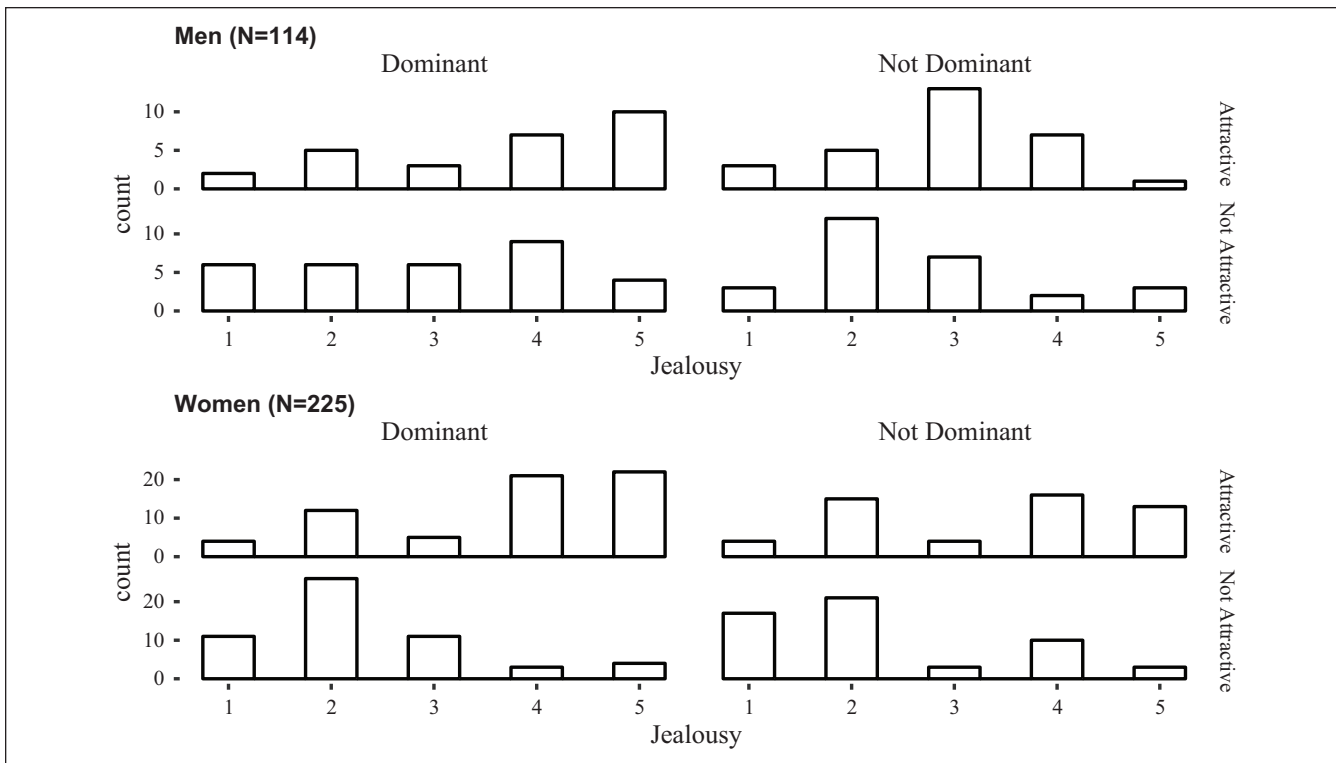 Men (N=114)
Dominant
Not Dominant
10
5
0
Attractive
count
10
5
0
Not Attractive
1 2 3 4 5 1 2 3 4 5
Jealousy
Women (N=225)
Dominant
Not Dominant
20
10
0
Attractive
count
20
10
0
Not Attractive
1 2 3 4 5 1 2 3 4 5
Jealousy